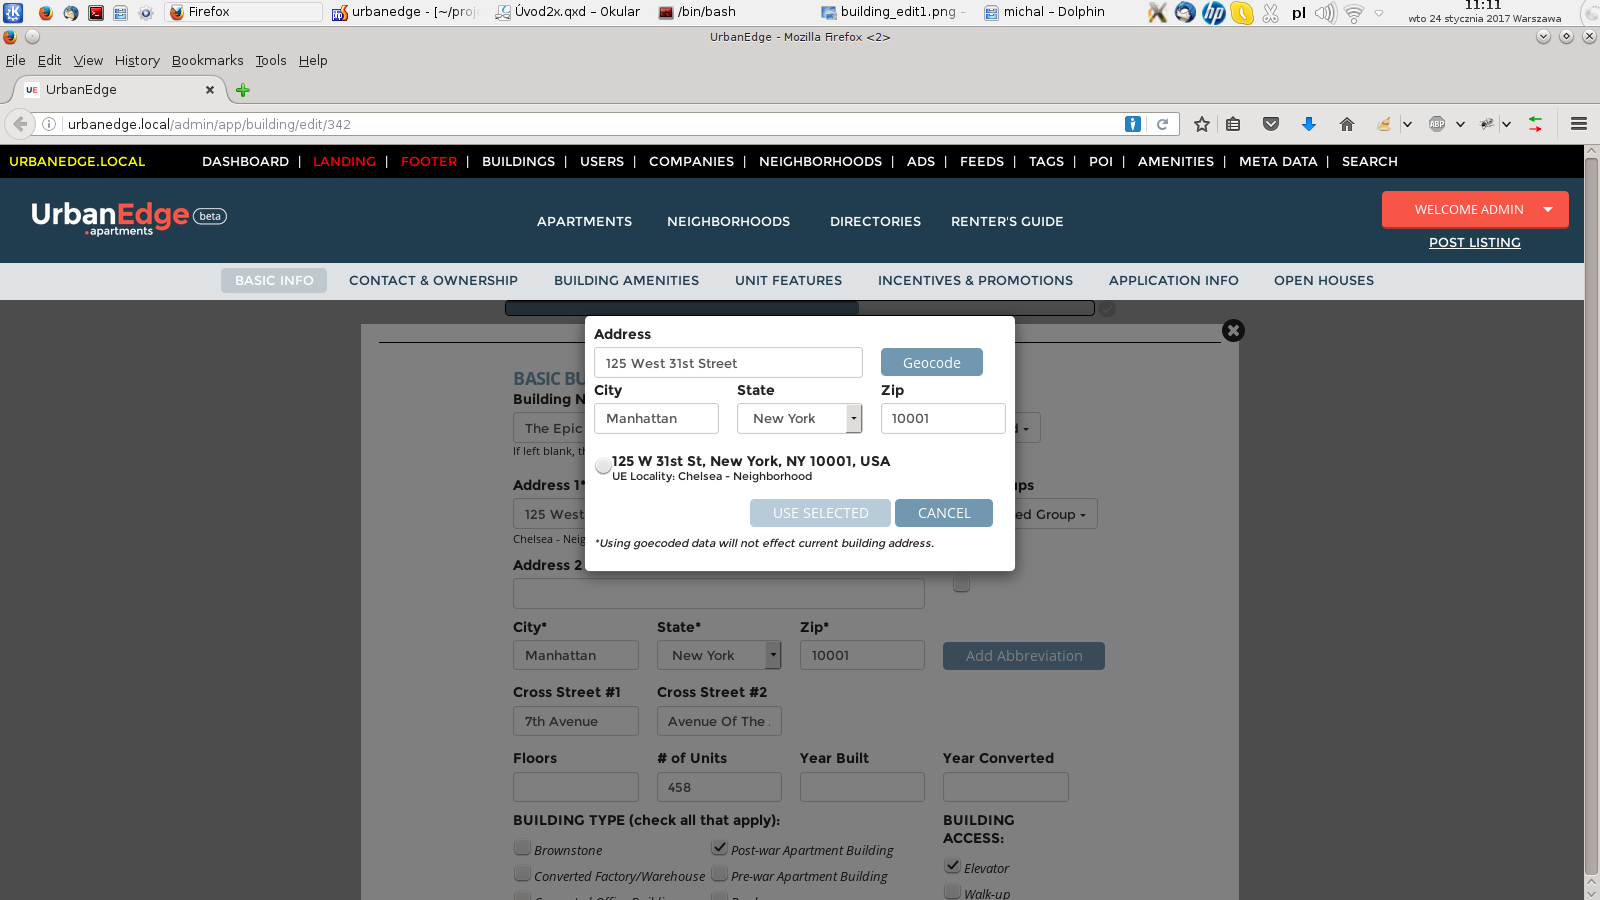 Firefox
urbanedge – [~/proj
Úvod2x.qxd – Okular
/bin/bash
building_edit1.png –
michal – Dolphin
hp
pl
11:11
wto 24 stycznia 2017 Warszawa
UrbanEdge - Mozilla Firefox <2>
File Edit View History Bookmarks Tools Help
UE UrbanEdge
urbanedge.local/admin/app/building/edit/342
ABP
URBANEDGE.LOCAL DASHBOARD | LANDING | FOOTER | BUILDINGS | USERS | COMPANIES | NEIGHBORHOODS | ADS | FEEDS | TAGS | POI | AMENITIES | META DATA | SEARCH
UrbanEdge beta
.apartments
APARTMENTS NEIGHBORHOODS DIRECTORIES RENTER'S GUIDE
WELCOME ADMIN
POST LISTING
BASIC INFO CONTACT & OWNERSHIP BUILDING AMENITIES UNIT FEATURES INCENTIVES & PROMOTIONS APPLICATION INFO OPEN HOUSES
Address
125 West 31st Street Geocode
City State Zip
Manhattan New York 10001
125 W 31st St, New York, NY 10001, USA
UE Locality: Chelsea - Neighborhood
USE SELECTED CANCEL
*Using goecoded data will not effect current building address.
BASIC BU
Building N
The Epic
d
If left blank, th
Address 1*
ups
125 West
ed Group
Chelsea - Neig
Address 2
City* State* Zip*
Manhattan New York 10001 Add Abbreviation
Cross Street #1 Cross Street #2
7th Avenue Avenue Of The
Floors # of Units Year Built Year Converted
458
BUILDING TYPE (check all that apply): BUILDING
ACCESS:
Brownstone Post-war Apartment Building
Elevator
Converted Factory/Warehouse Pre-war Apartment Building
Walk-up